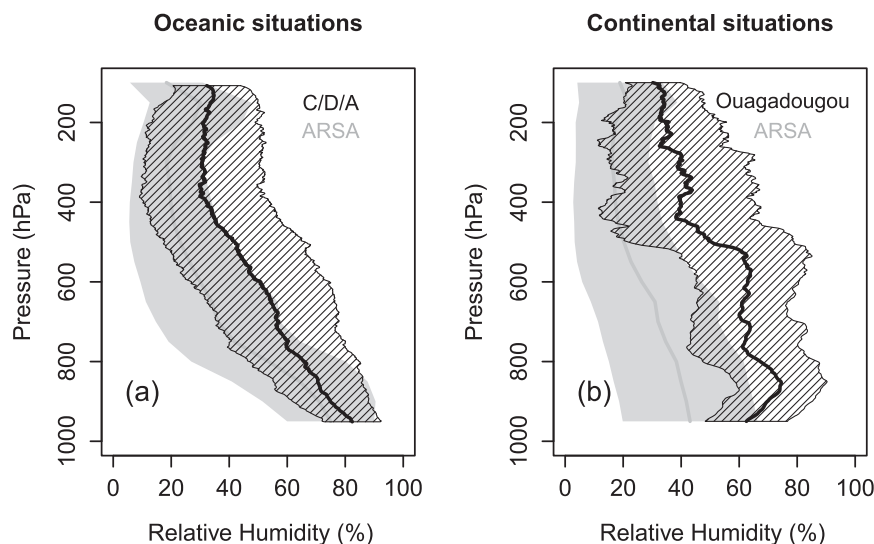 Oceanic situations
C/D/A
ARSA
(a)
200
400
600
800
1000
Pressure (hPa)
0 20 40 60 80 100
Relative Humidity (%)
Continental situations
Ouagadougou
ARSA
(b)
200
400
600
800
1000
Pressure (hPa)
0 20 40 60 80 100
Relative Humidity (%)